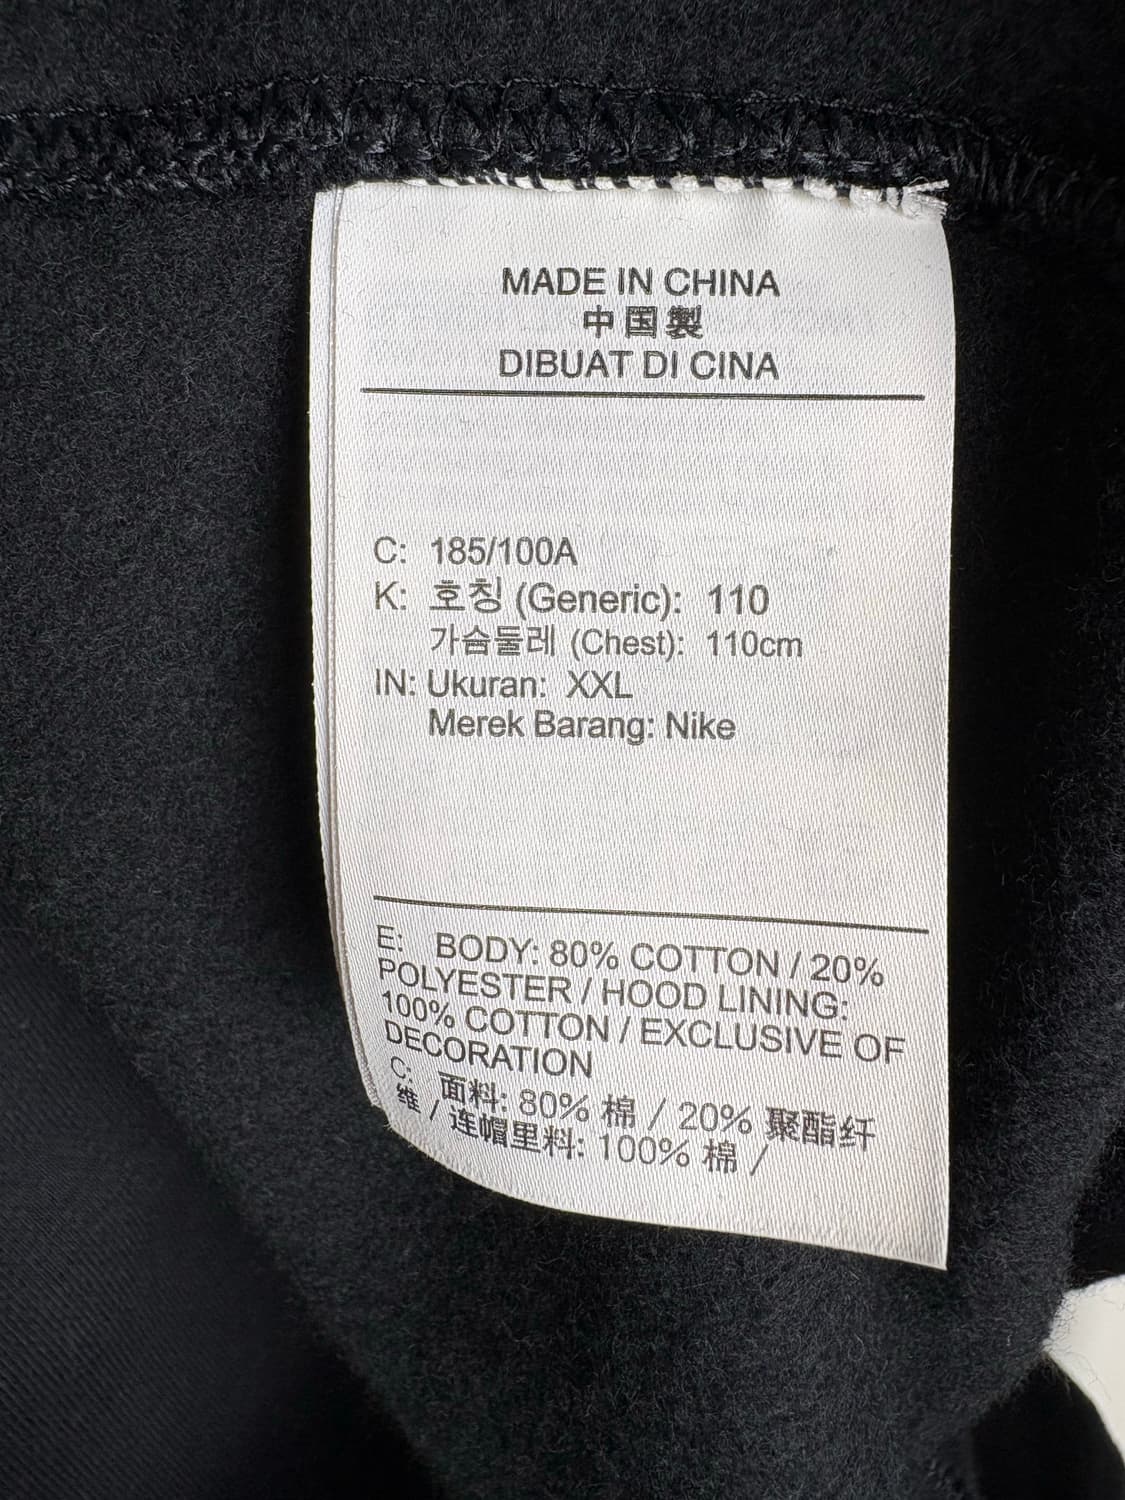 MADE IN CHINA
中国製
DIBUAT DI CINA
C: 185/100A
K: 호칭 (Generic): 110
가슴둘레 (Chest): 110cm
IN: Ukuran: XXL
Merek Barang: Nike
E: BODY: 80% COTTON / 20%
POLYESTER / HOOD LINING:
100% COTTON / EXCLUSIVE OF
DECORATION
C: 面料: 80% 棉 / 20% 聚酯纤
维 / 连帽里料: 100% 棉 /